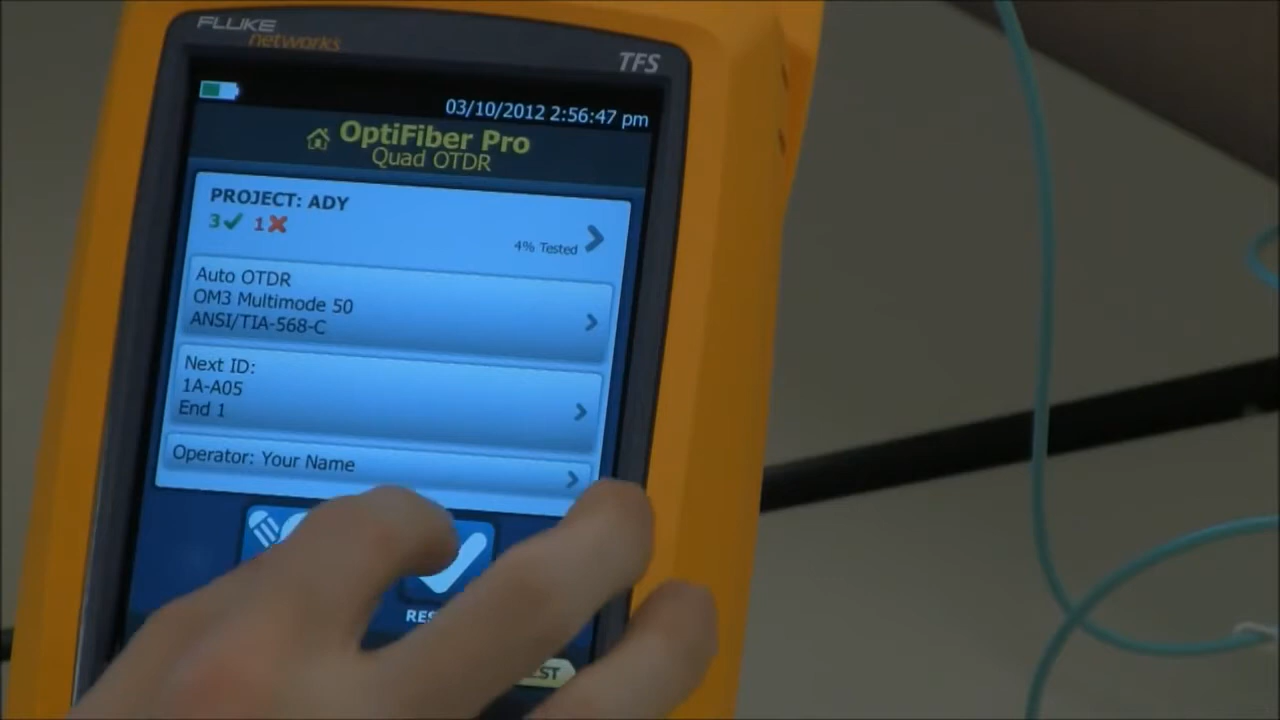 FLUKE
networks
TFS
03/10/2012 2:56:47 pm
OptiFiber Pro
Quad OTDR
PROJECT: ADY
3 1
4% Tested
Auto OTDR
OM3 Multimode 50
ANSI/TIA-568-C
Next ID:
1A-A05
End 1
Operator: Your Name